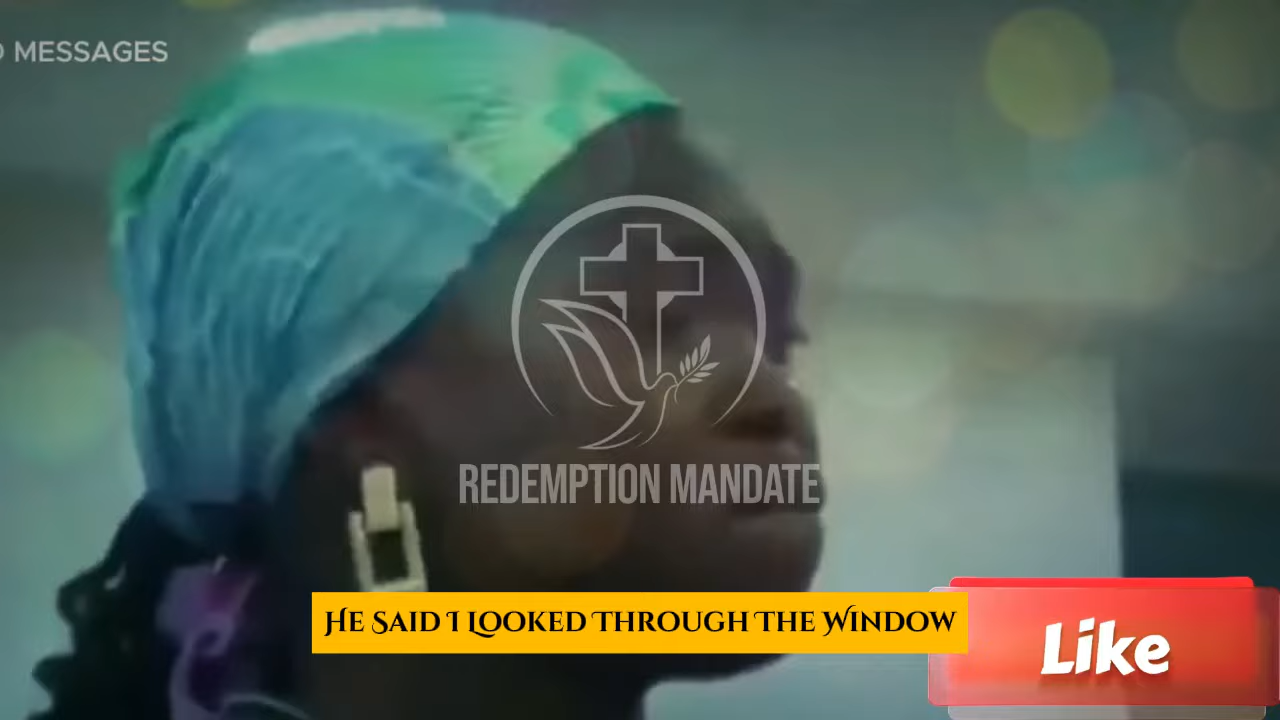 MESSAGES
REDEMPTION MANDATE
He Said I Looked Through The Window
Like